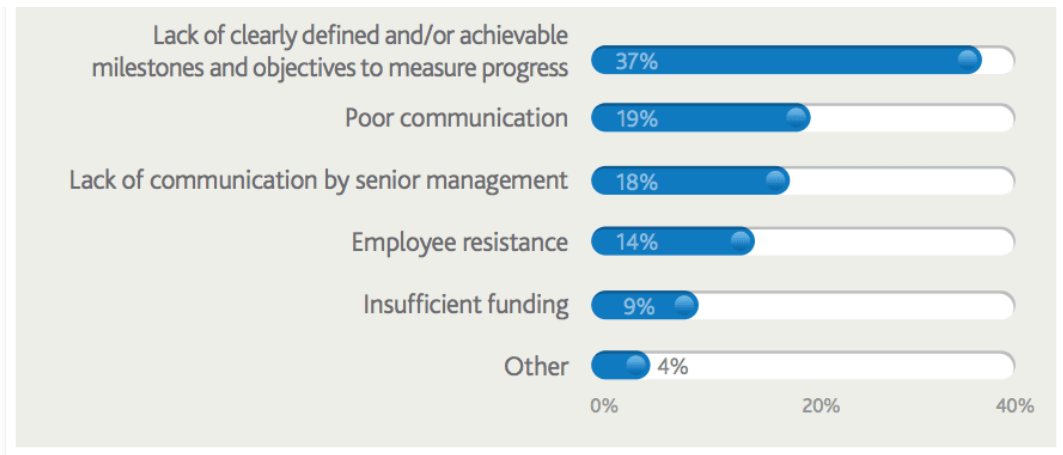 Lack of clearly defined and/or achievable
milestones and objectives to measure progress
37%
Poor communication
19%
Lack of communication by senior management
18%
Employee resistance
14%
Insufficient funding
9%
Other
4%
0%
20%
40%